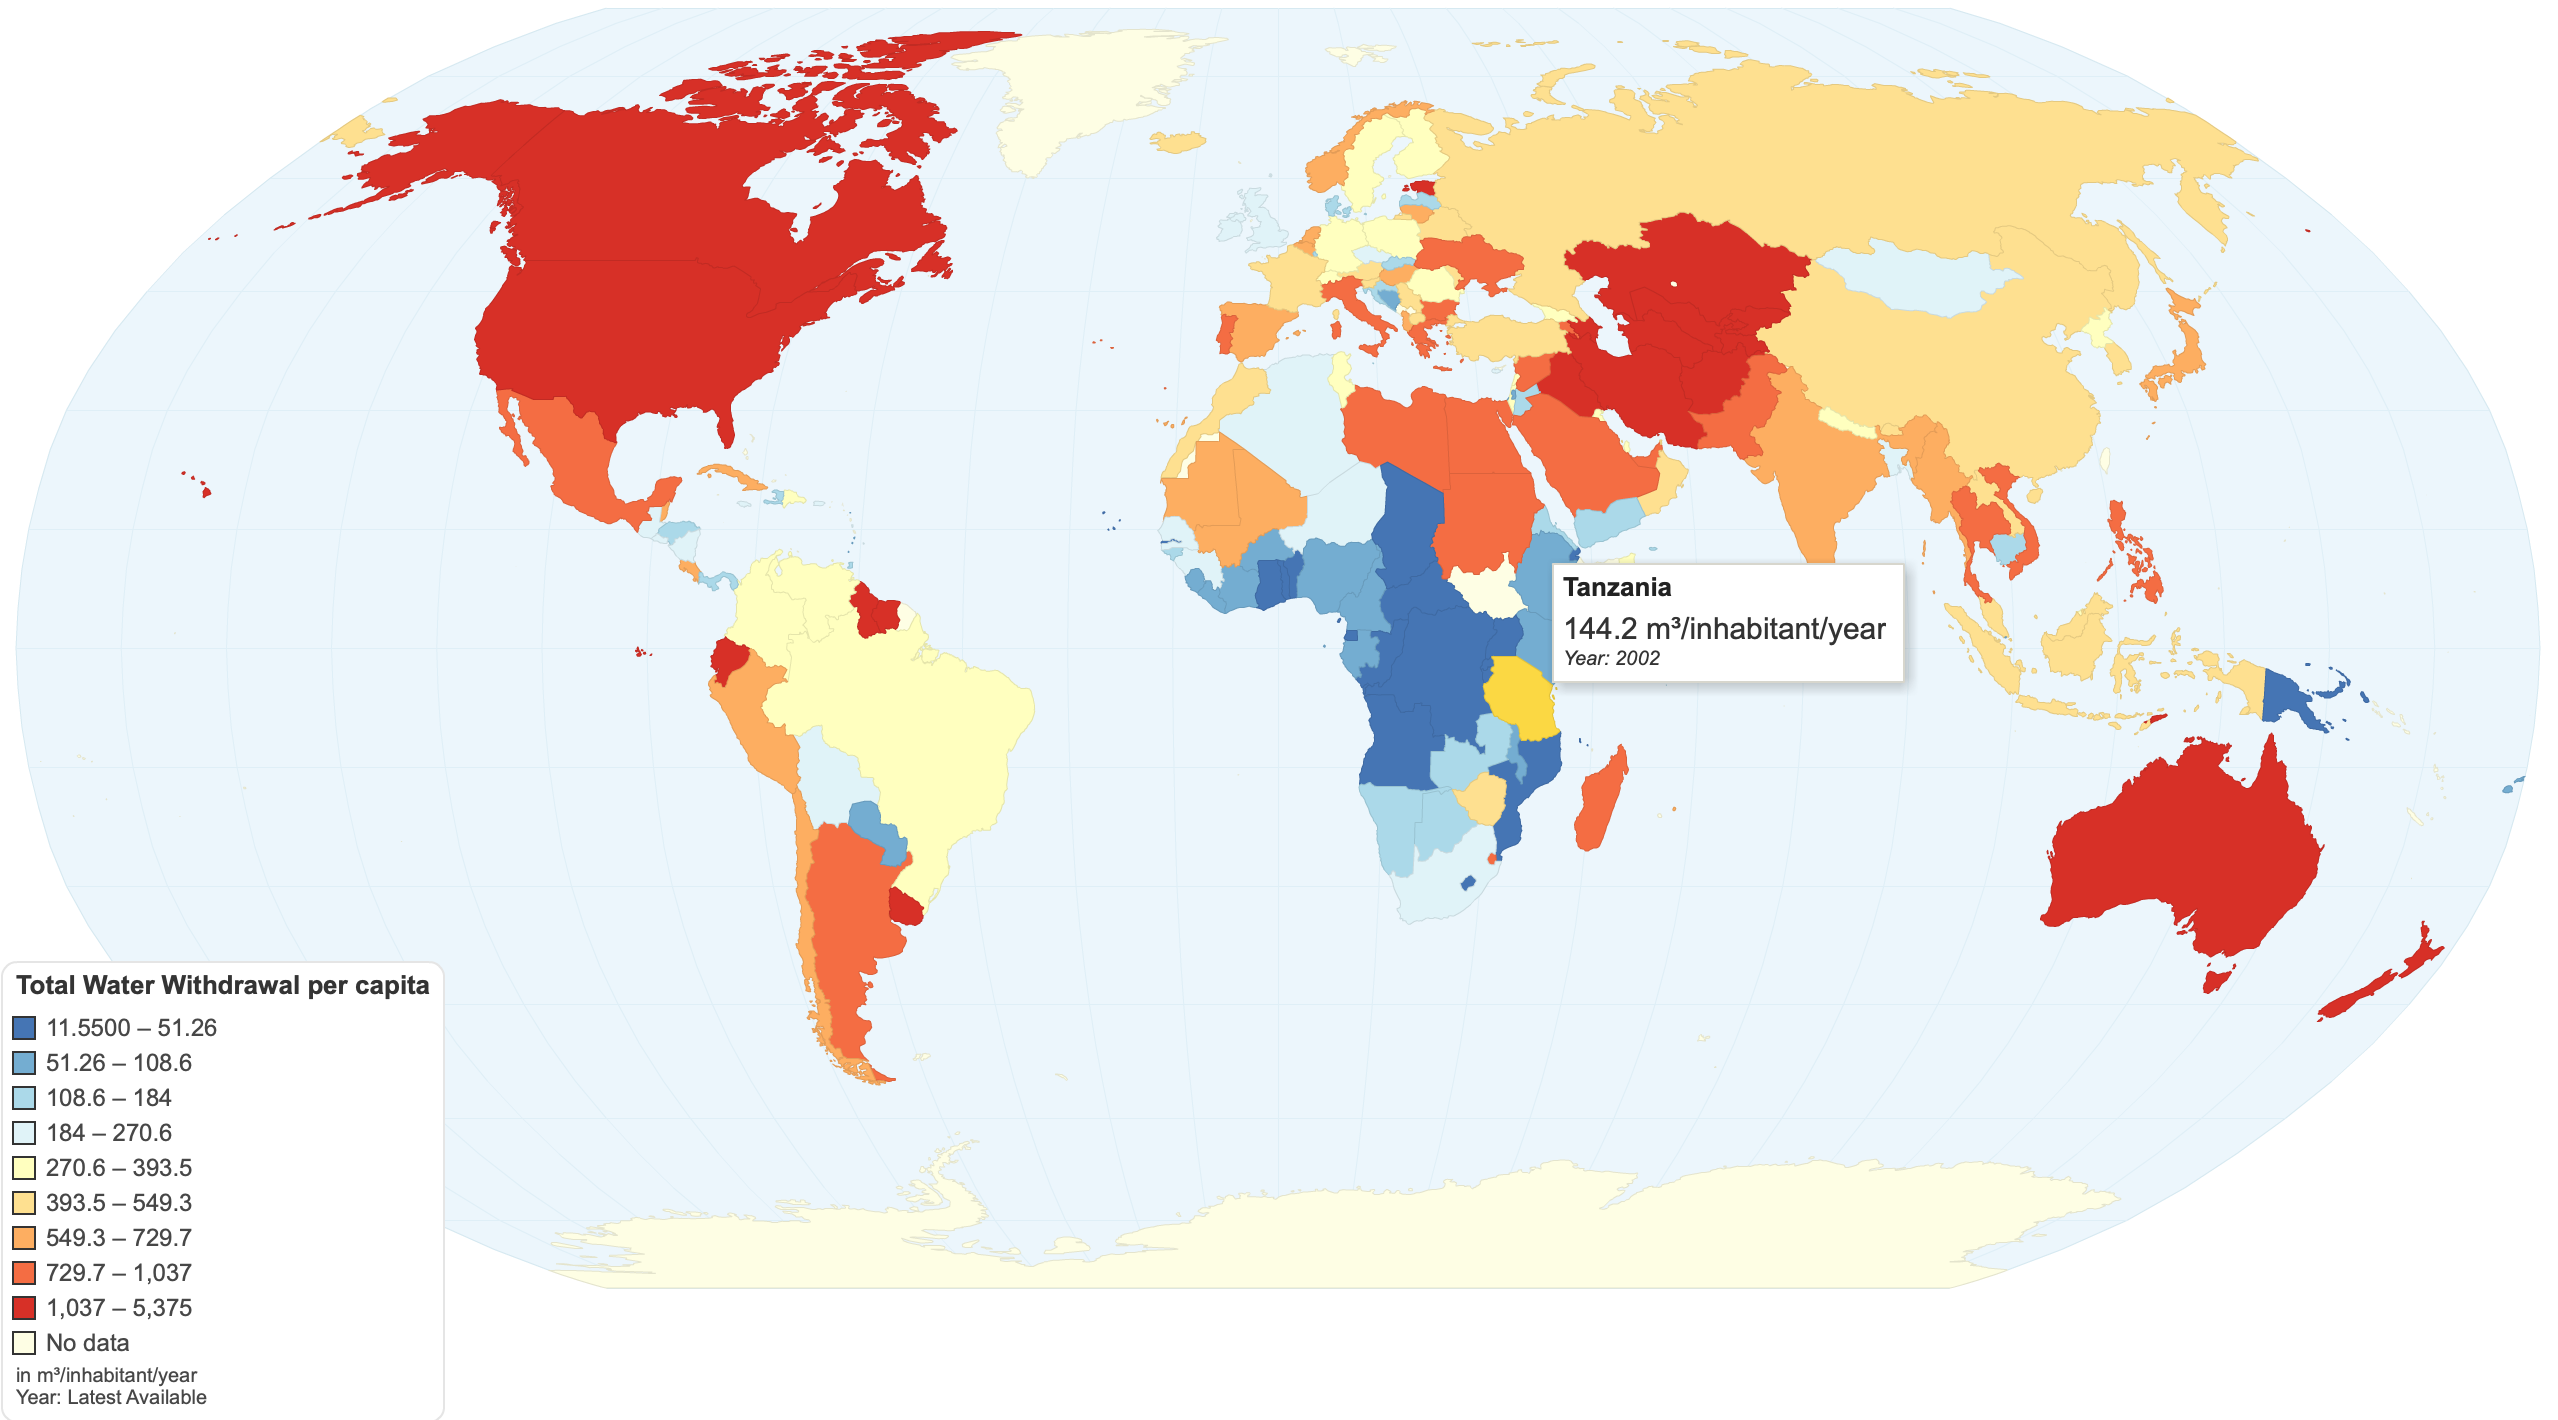 Tanzania
144.2 m³/inhabitant/year
Year: 2002
Total Water Withdrawal per capita
11.5500 – 51.26
51.26 – 108.6
108.6 – 184
184 – 270.6
270.6 – 393.5
393.5 – 549.3
549.3 – 729.7
729.7 – 1,037
1,037 – 5,375
No data
in m³/inhabitant/year
Year: Latest Available